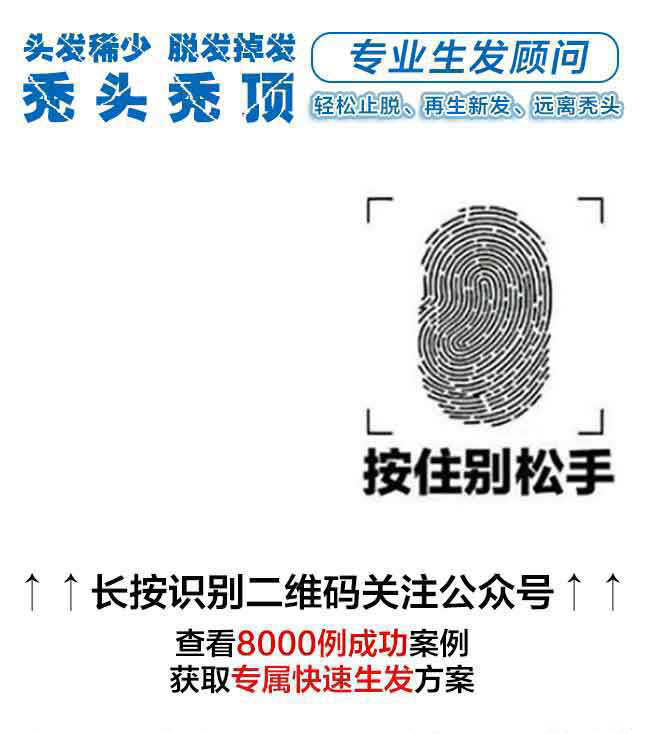 头发稀少 脱发掉发
秃头秃顶
专业生发顾问
轻松止脱、再生新发、远离秃头
按住别松手
↑ ↑长按识别二维码关注公众号↑ ↑
查看8000例成功案例
获取专属快速生发方案